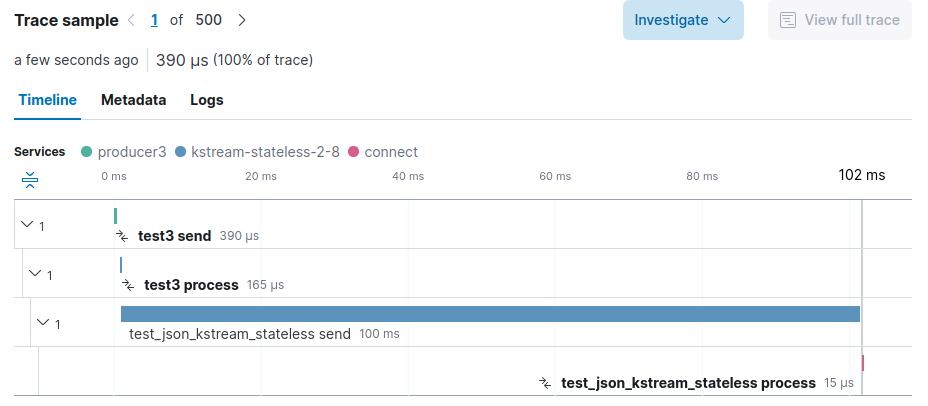 Trace sample 1 of 500 Investigate View full trace
a few seconds ago 390 µs (100% of trace)
Timeline Metadata Logs
Services producer3 kstream-stateless-2-8 connect
0 ms 20 ms 40 ms 60 ms 80 ms 102 ms
1
test3 send 390 µs
1
test3 process 165 µs
1
test_json_kstream_stateless send 100 ms
test_json_kstream_stateless process 15 µs